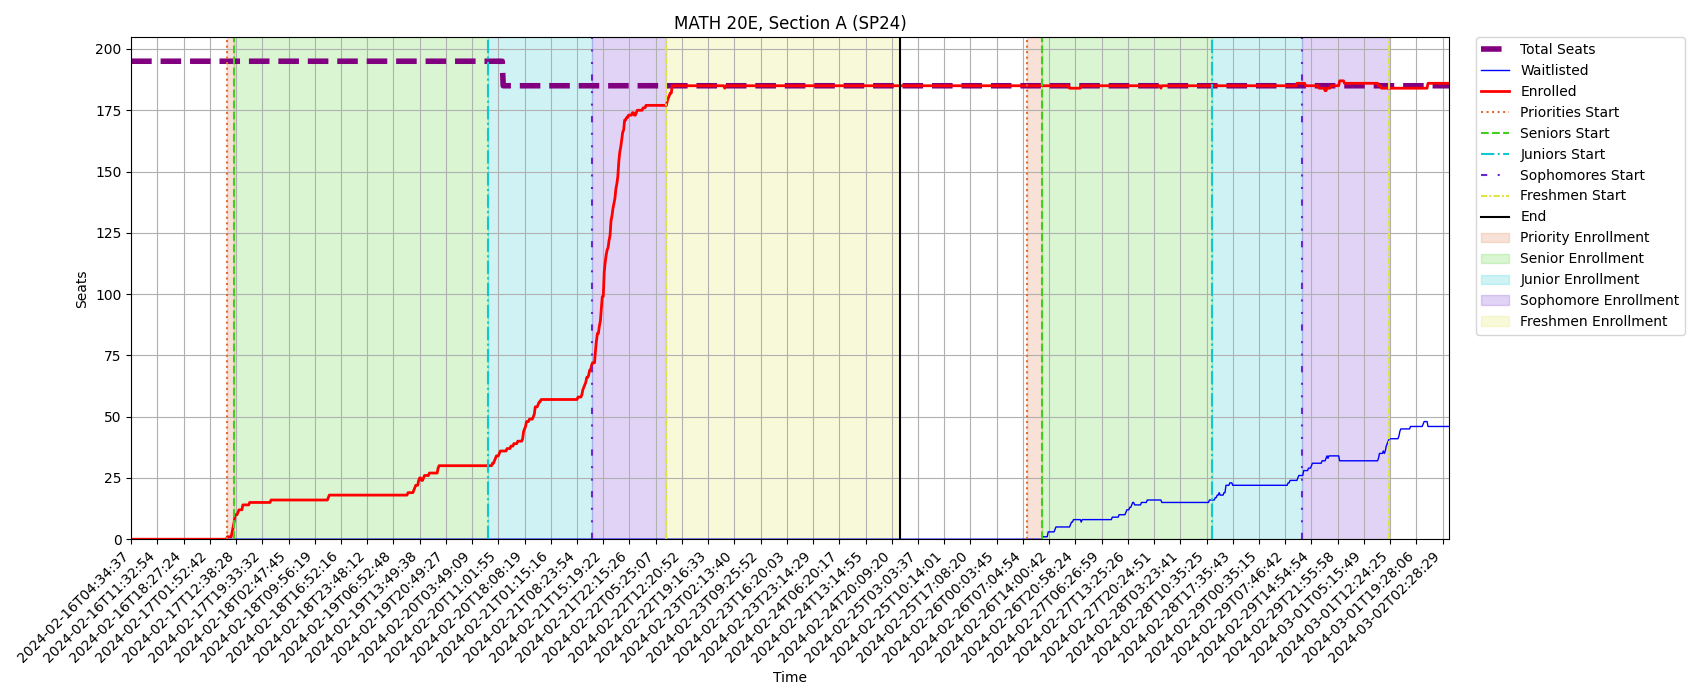 MATH 20E, Section A (SP24)
Seats
200
175
150
125
100
75
50
25
0
2024-02-16T04:34:37
2024-02-16T11:32:54
2024-02-16T18:27:24
2024-02-17T01:52:42
2024-02-17T12:38:28
2024-02-17T19:33:32
2024-02-18T02:47:45
2024-02-18T09:56:19
2024-02-18T16:52:16
2024-02-18T23:48:12
2024-02-19T06:52:48
2024-02-19T13:49:38
2024-02-19T20:49:27
2024-02-20T03:49:09
2024-02-20T11:01:55
2024-02-20T18:08:19
2024-02-21T01:15:16
2024-02-21T08:23:54
2024-02-21T15:19:22
2024-02-21T22:15:26
2024-02-22T05:25:07
2024-02-22T12:20:52
2024-02-22T19:16:33
2024-02-23T02:13:40
2024-02-23T09:25:52
2024-02-23T16:20:03
2024-02-23T23:14:29
2024-02-24T06:20:17
2024-02-24T13:14:55
2024-02-24T20:09:20
2024-02-25T03:03:37
2024-02-25T10:14:01
2024-02-25T17:08:20
2024-02-26T00:03:45
2024-02-26T07:04:54
2024-02-26T14:00:42
2024-02-26T20:58:24
2024-02-27T06:26:59
2024-02-27T13:25:26
2024-02-27T20:24:51
2024-02-28T03:23:41
2024-02-28T10:35:25
2024-02-28T17:35:43
2024-02-29T00:35:15
2024-02-29T07:46:42
2024-02-29T14:54:54
2024-02-29T21:55:58
2024-03-01T05:15:49
2024-03-01T12:24:25
2024-03-01T19:28:06
2024-03-02T02:28:29
Time
Total Seats
Waitlisted
Enrolled
Priorities Start
Seniors Start
Juniors Start
Sophomores Start
Freshmen Start
End
Priority Enrollment
Senior Enrollment
Junior Enrollment
Sophomore Enrollment
Freshmen Enrollment